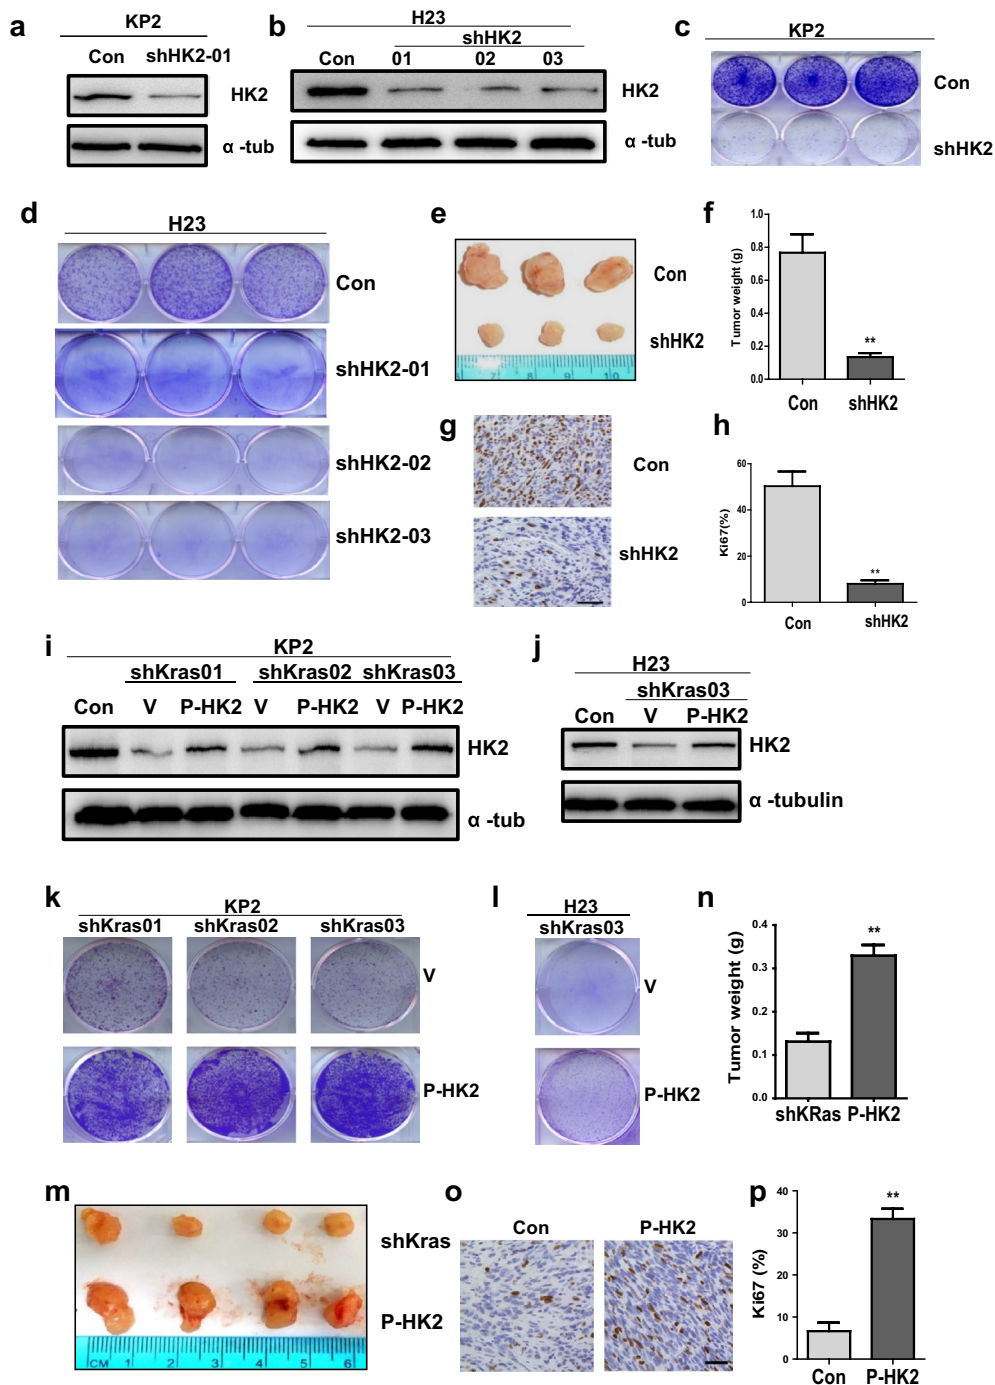 a
KP2
Con shHK2-01
HK2
α -tub
b
H23
shHK2
Con 01 02 03
HK2
α -tub
c
KP2
Con
shHK2
d
H23
Con
shHK2-01
shHK2-02
shHK2-03
e
Con
shHK2
7 8 9 10
f
Tumor weight (g)
1.0
0.8
0.6
0.4
0.2
0.0
**
Con shHK2
g
Con
shHK2
h
Ki67(%)
60
40
20
0
**
Con shHK2
i
KP2
shKras01 shKras02 shKras03
Con V P-HK2 V P-HK2 V P-HK2
HK2
α -tub
j
H23
shKras03
Con V P-HK2
HK2
α -tubulin
k
KP2
shKras01 shKras02 shKras03
V
P-HK2
l
H23
shKras03
V
P-HK2
n
Tumor weight (g)
0.4
0.3
0.2
0.1
0.0
**
shKRas P-HK2
m
shKras
P-HK2
CM 1 2 3 4 5 6
o
Con P-HK2
p
Ki67 (%)
40
30
20
10
0
**
Con P-HK2